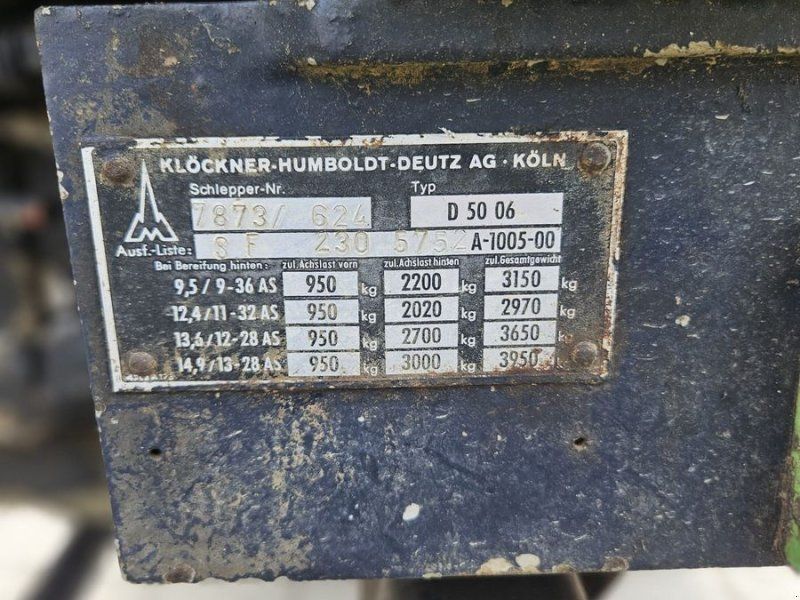 KLÖCKNER-HUMBOLDT-DEUTZ AG · KÖLN
Schlepper-Nr. Typ
7873/ 624 D 50 06
Ausf.-Liste: SF 230 5752 A-1005-00
Bei Bereifung hinten: zul. Achslast vorn zul. Achslast hinten zul. Gesamtgewicht
9,5 / 9-36 AS 950 kg 2200 kg 3150 kg
12,4 / 11-32 AS 950 kg 2020 kg 2970 kg
13,6 / 12-28 AS 950 kg 2700 kg 3650 kg
14,9 / 13-28 AS 950 kg 3000 kg 3950 kg